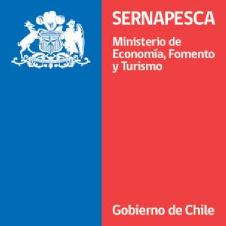 SERNAPESCA
Ministerio de
Economía, Fomento
y Turismo
Gobierno de Chile